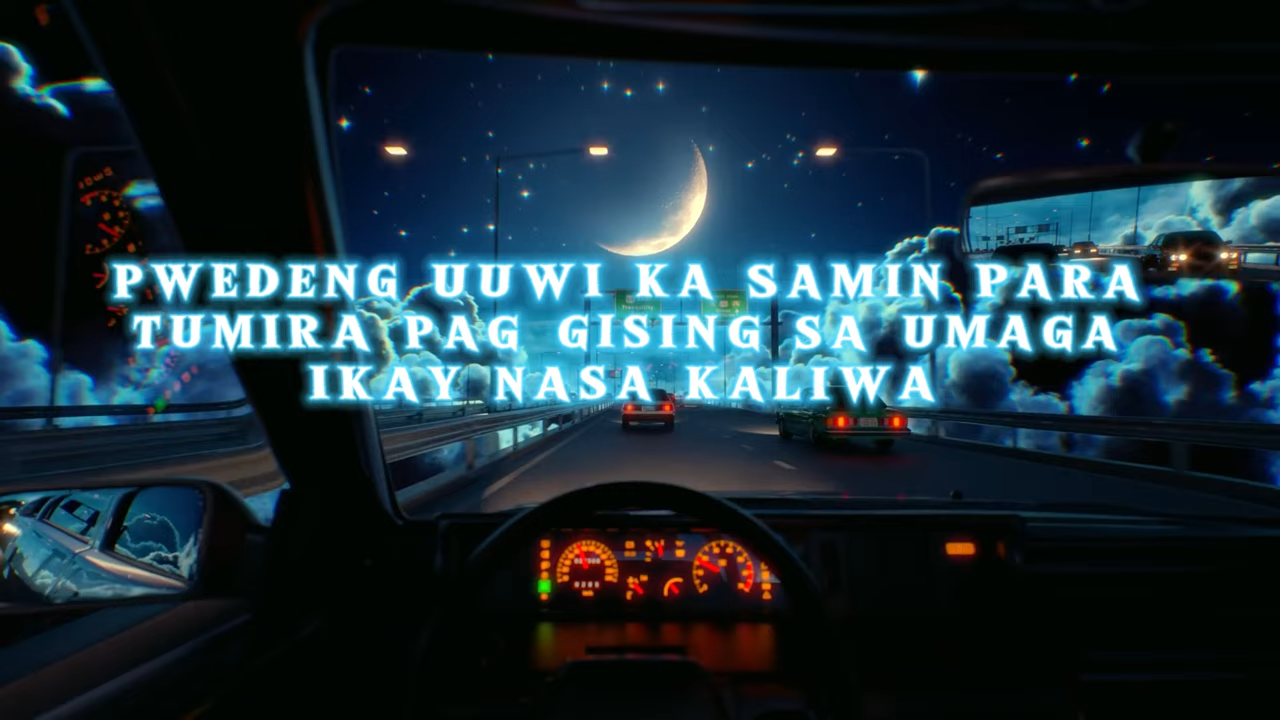 PWEDENG UUWI KA SAMIN PARA
TUMIRA PAG GISING SA UMAGA
IKAY NASA KALIWA